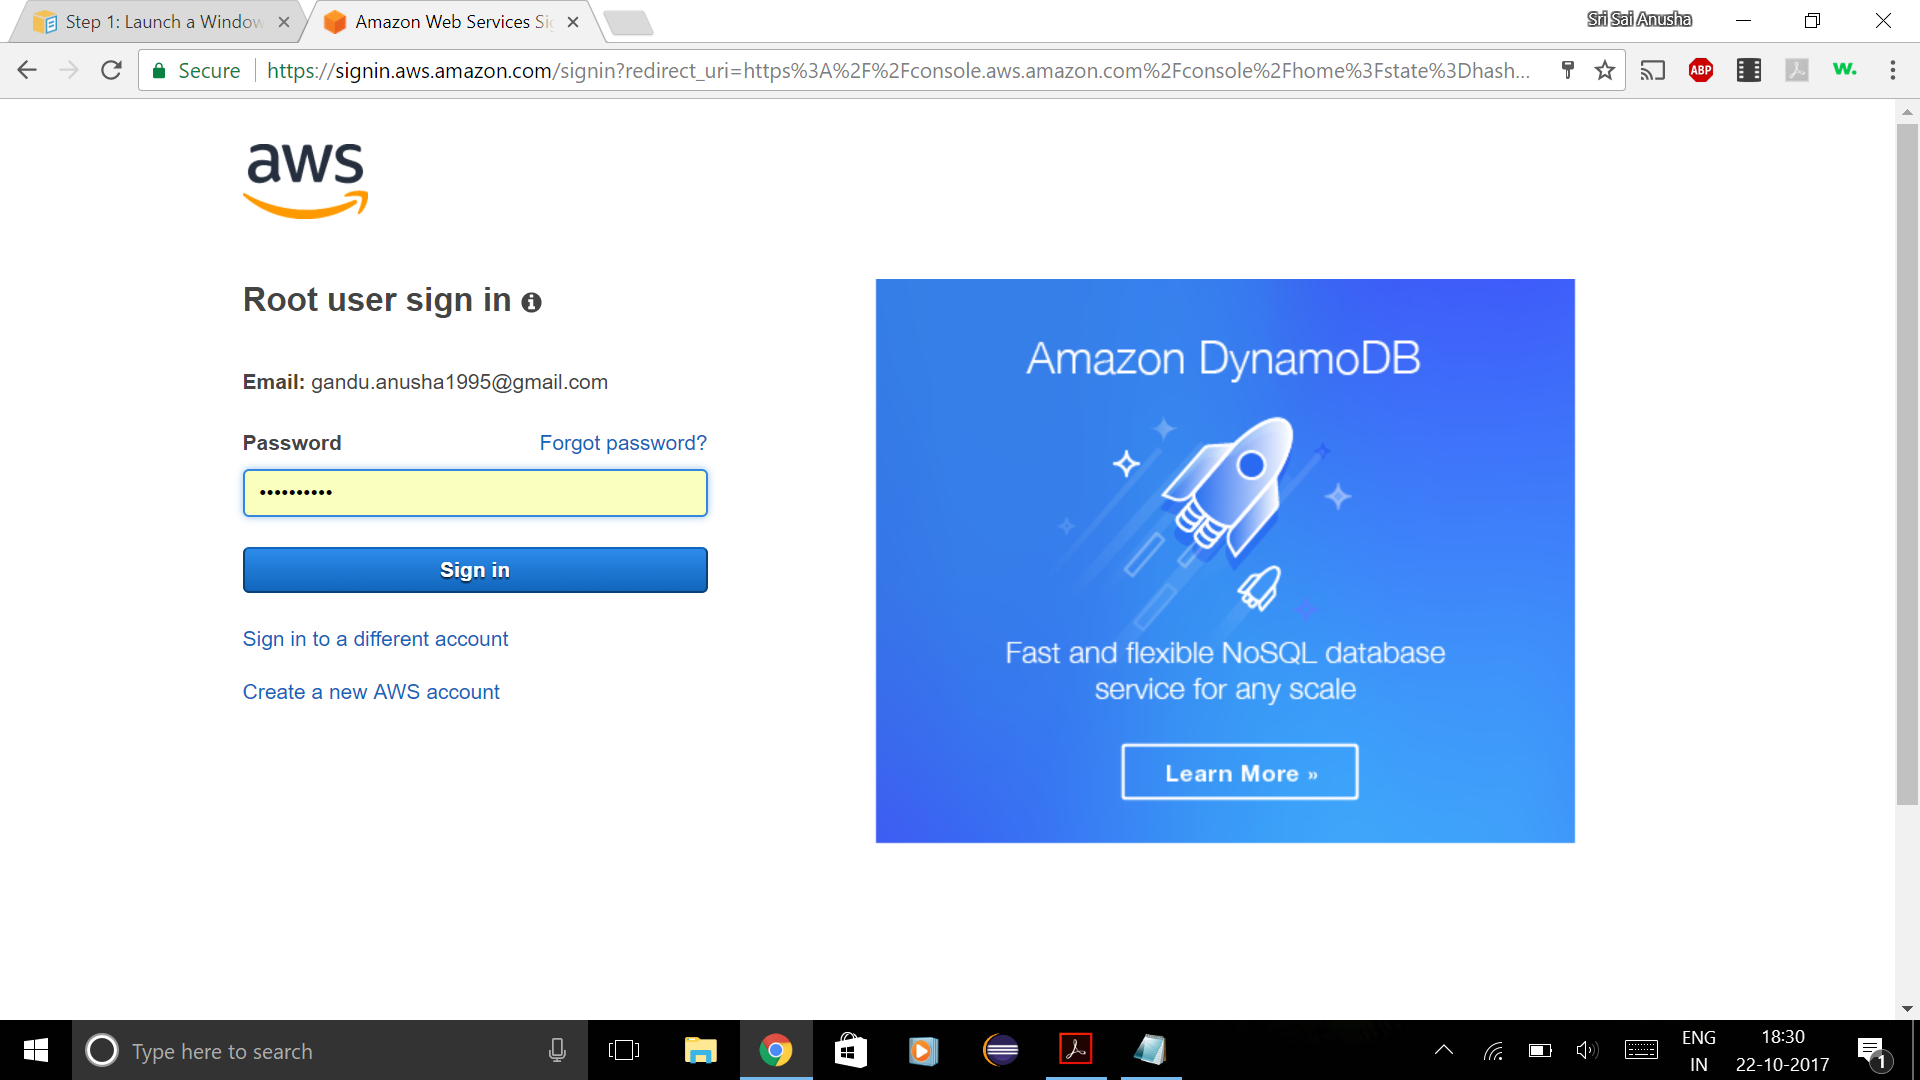 Step 1: Launch a Window
Amazon Web Services Sig
Sri Sai Anusha
Secure
https://signin.aws.amazon.com/signin?redirect_uri=https%3A%2F%2Fconsole.aws.amazon.com%2Fconsole%2Fhome%3Fstate%3Dhash...
ABP
w.
aws
Root user sign in
Email: gandu.anusha1995@gmail.com
Password
Forgot password?
Sign in
Sign in to a different account
Create a new AWS account
Amazon DynamoDB
Fast and flexible NoSQL database
service for any scale
Learn More »
Type here to search
ENG
IN
18:30
22-10-2017
1